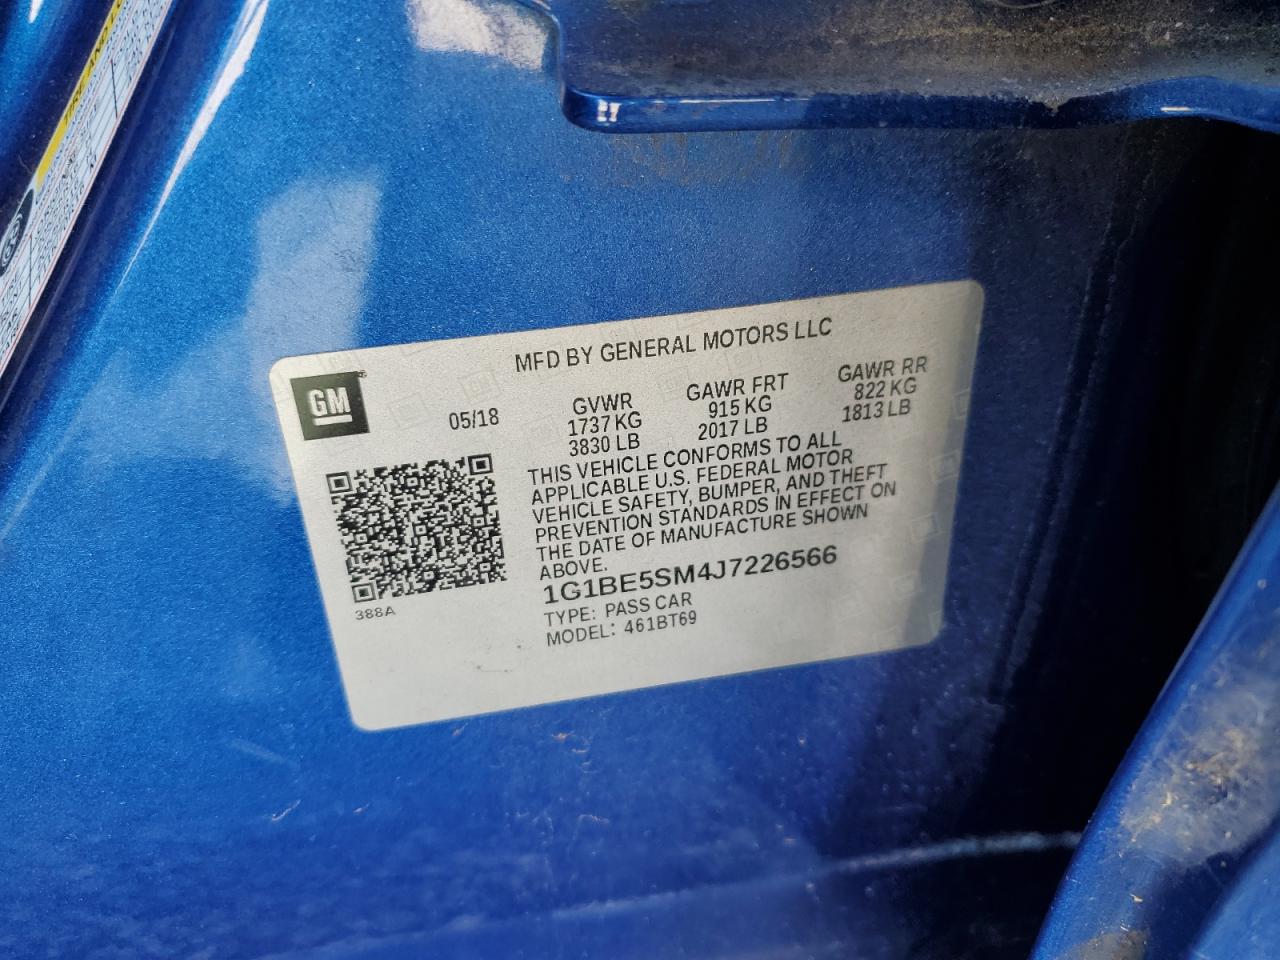 TIRE AND
MFD BY GENERAL MOTORS LLC
GM
05/18
GVWR
1737 KG
3830 LB
GAWR FRT
915 KG
2017 LB
GAWR RR
822 KG
1813 LB
THIS VEHICLE CONFORMS TO ALL
APPLICABLE U.S. FEDERAL MOTOR
VEHICLE SAFETY, BUMPER, AND THEFT
PREVENTION STANDARDS IN EFFECT ON
THE DATE OF MANUFACTURE SHOWN
ABOVE.
1G1BE5SM4J7226566
TYPE: PASS CAR
MODEL: 461BT69
388A